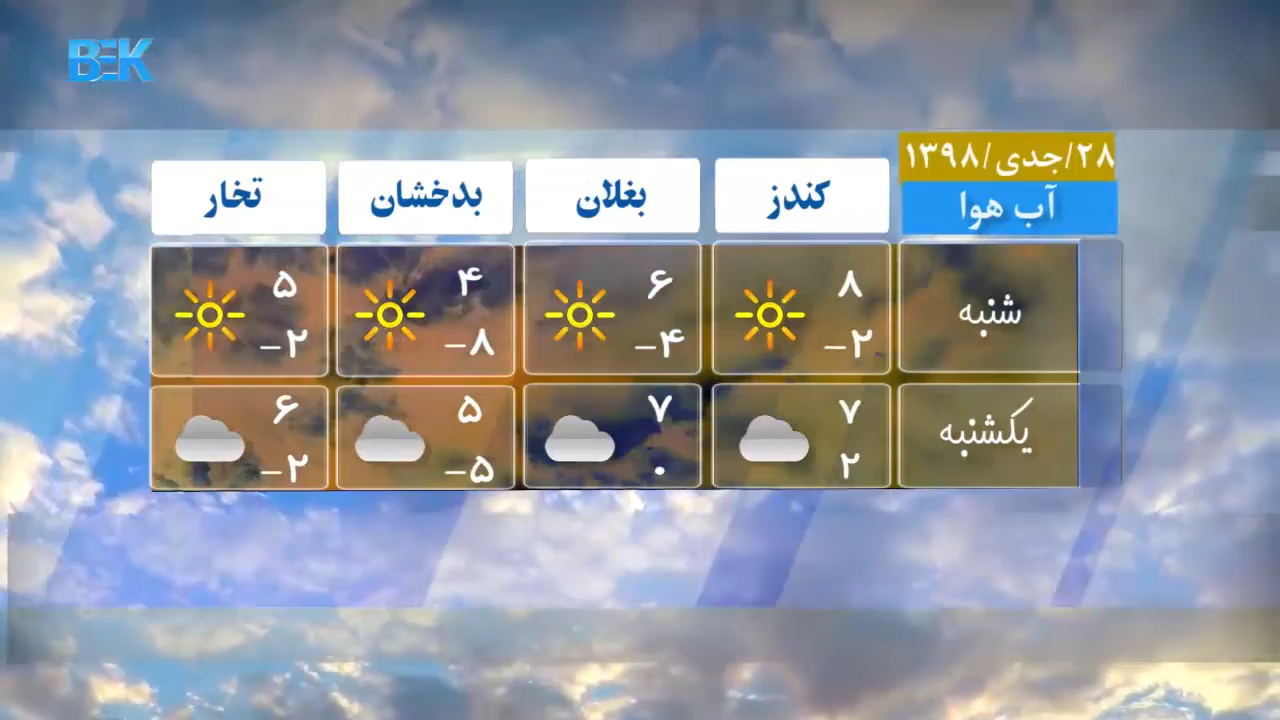 BEK
۲۸/جدی/۱۳۹۸
آب هوا
کندز
بغلان
بدخشان
تخار
شنبه
۸
-۲
۶
-۴
۴
-۸
۵
-۲
یکشنبه
۷
۲
۷
۰
۵
-۵
۶
-۲